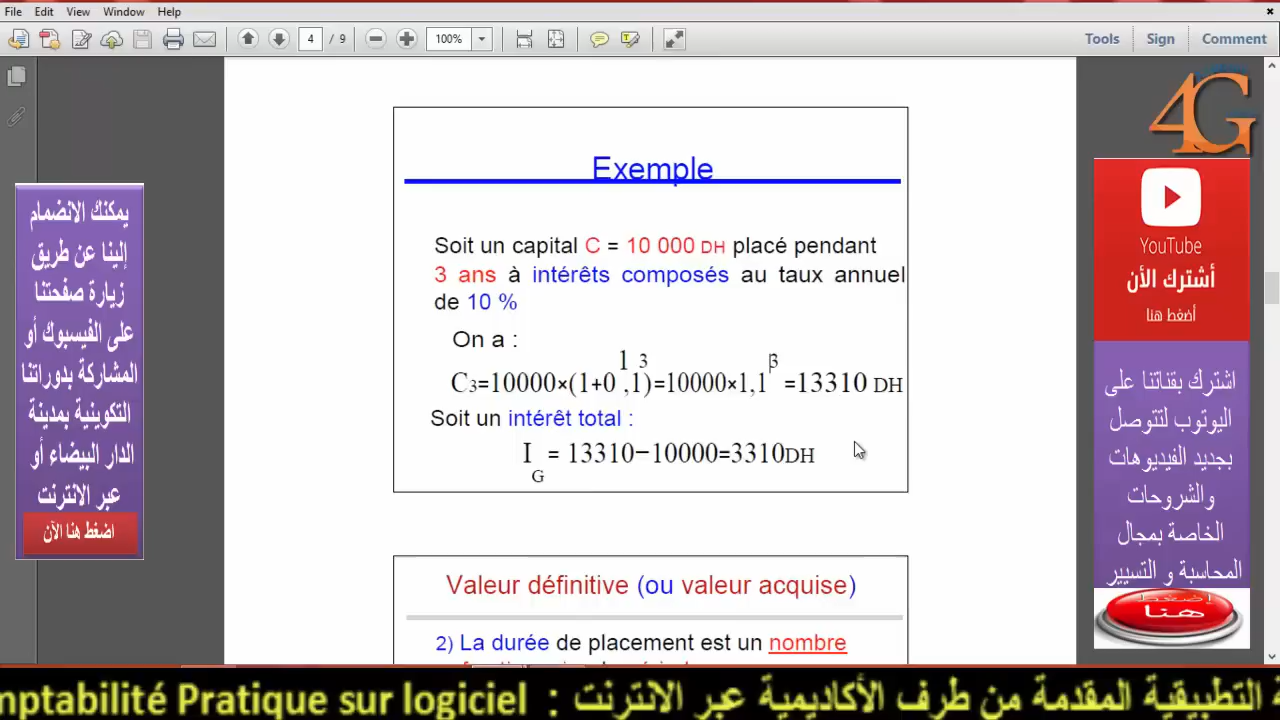 File Edit View Window Help
4 / 9 100% Tools Sign Comment
4G
Exemple
Soit un capital C = 10 000 DH placé pendant
3 ans à intérêts composés au taux annuel
de 10 %
On a :
1 3 3
C3=10000×(1+0 ,1)=10000×1,1 =13310 DH
Soit un intérêt total :
I = 13310−10000=3310DH
G
Valeur définitive (ou valeur acquise)
2) La durée de placement est un nombre
يمكنك الانضمام
إلينا عن طريق
زيارة صفحتنا
على الفيسبوك أو
المشاركة بدوراتنا
التكوينية بمدينة
الدار البيضاء أو
عبر الانترنت
اضغط هنا الآن
YouTube
أشترك الأن
أضغط هنا
اشترك بقناتنا على
اليوتوب لتتوصل
بجديد الفيديوهات
والشروحات
الخاصة بمجال
المحاسبة و التسيير
إضغط
هنا
mptabilité Pratique sur logiciel : ة التطبيقية المقدمة من طرف الأكاديمية عبر الانترنت